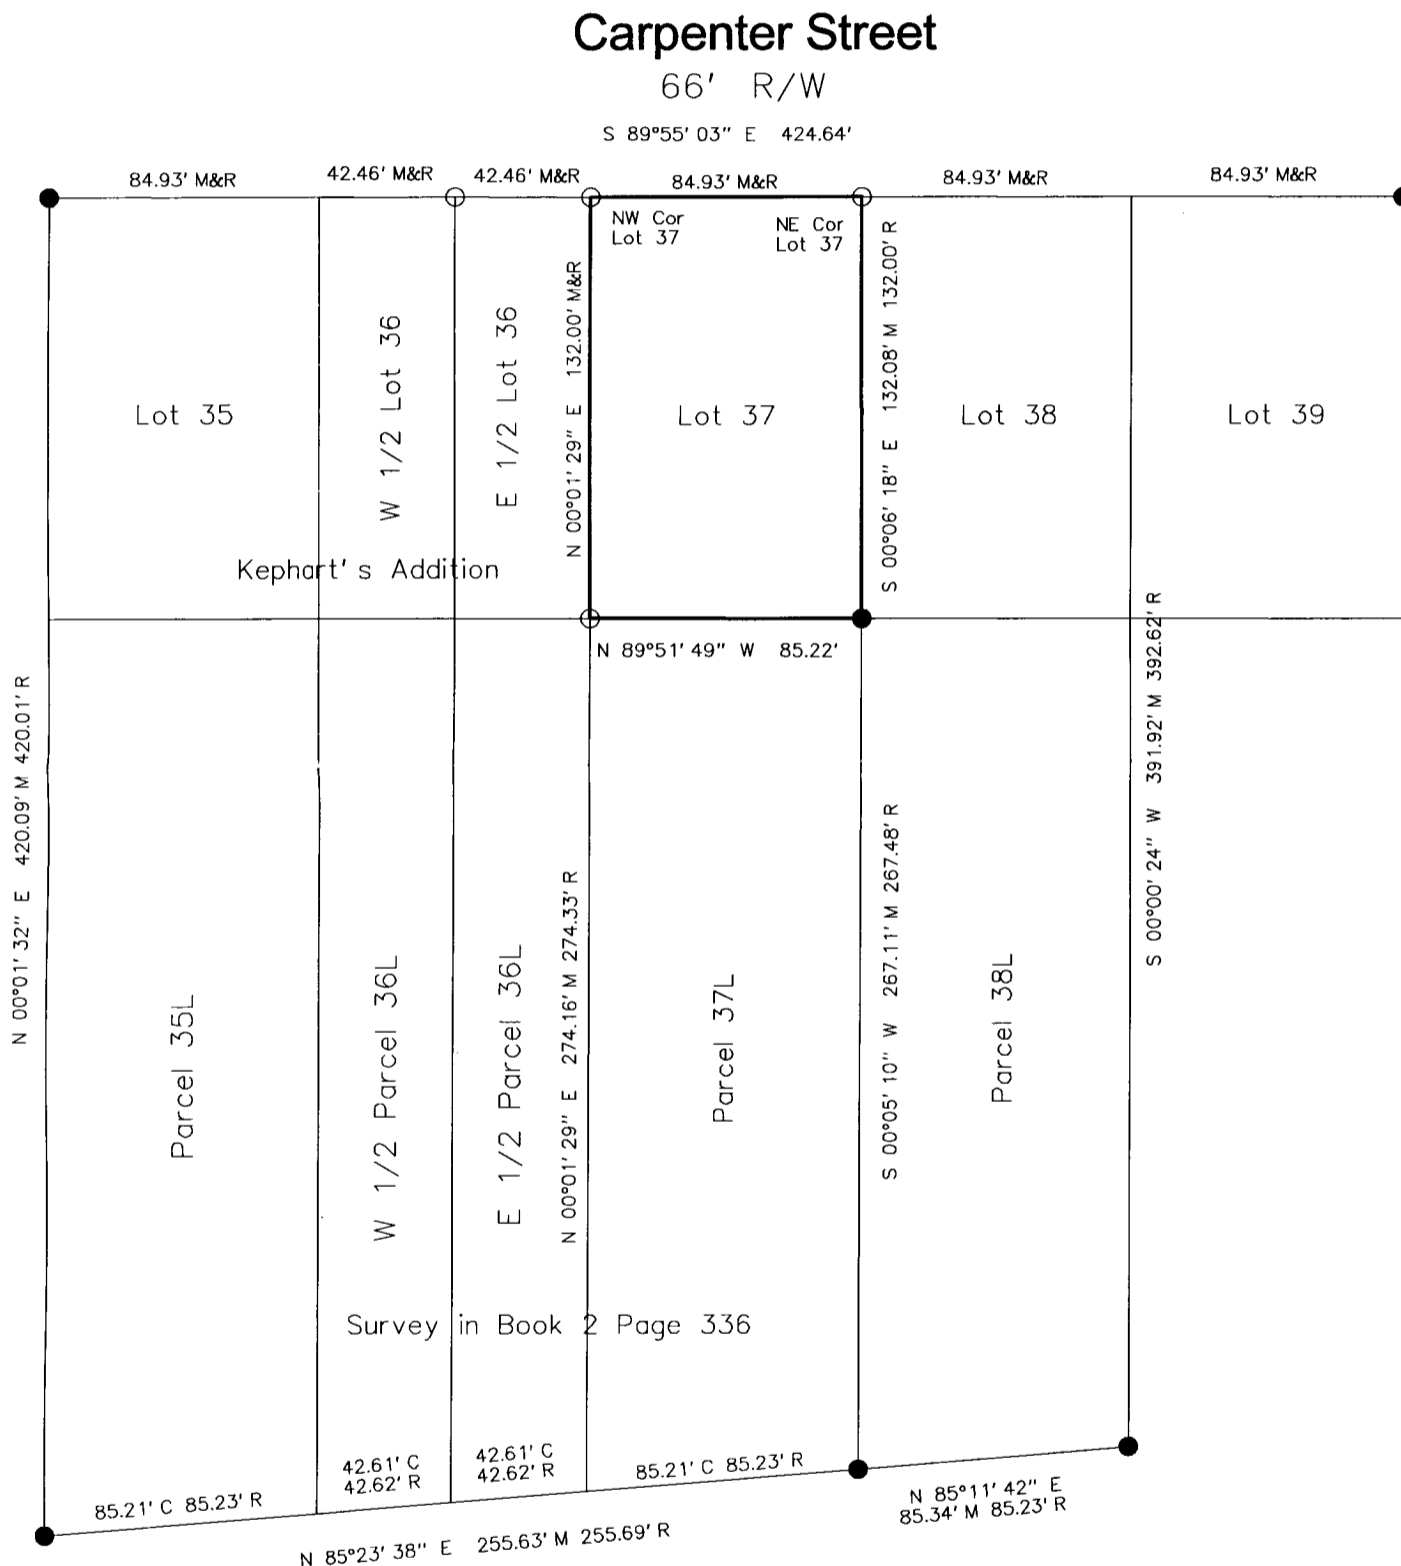 Carpenter Street
66' R/W
S 89°55'03" E 424.64'
84.93' M&R
42.46' M&R
42.46' M&R
84.93' M&R
84.93' M&R
84.93' M&R
NW Cor
Lot 37
NE Cor
Lot 37
Lot 35
W 1/2 Lot 36
E 1/2 Lot 36
N 00°01'29" E 132.00' M&R
Lot 37
S 00°06'18" E 132.08' M 132.00' R
Lot 38
Lot 39
Kephart's Addition
N 89°51'49" W 85.22'
N 00°01'32" E 420.09' M 420.01' R
Parcel 35L
W 1/2 Parcel 36L
E 1/2 Parcel 36L
N 00°01'29" E 274.16' M 274.33' R
Parcel 37L
S 00°05'10" W 267.11' M 267.48' R
Parcel 38L
S 00°00'24" W 391.92' M 392.62' R
Survey in Book 2 Page 336
85.21' C 85.23' R
42.61' C
42.62' R
42.61' C
42.62' R
85.21' C 85.23' R
N 85°11'42" E
85.34' M 85.23' R
N 85°23'38" E 255.63' M 255.69' R